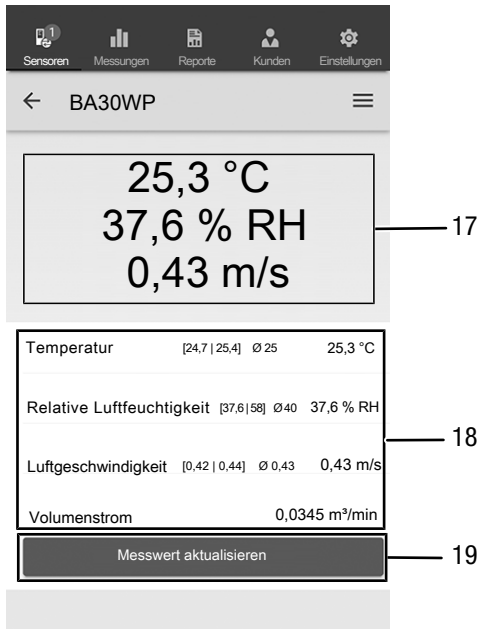 1
Sensoren Messungen Reporte Kunden Einstellungen
BA30WP
25,3 °C
37,6 % RH
0,43 m/s
17
Temperatur [24,7 | 25,4] Ø 25 25,3 °C
Relative Luftfeuchtigkeit [37,6|58] Ø40 37,6 % RH
18
Luftgeschwindigkeit [0,42 | 0,44] Ø 0,43 0,43 m/s
Volumenstrom 0,0345 m³/min
Messwert aktualisieren
19